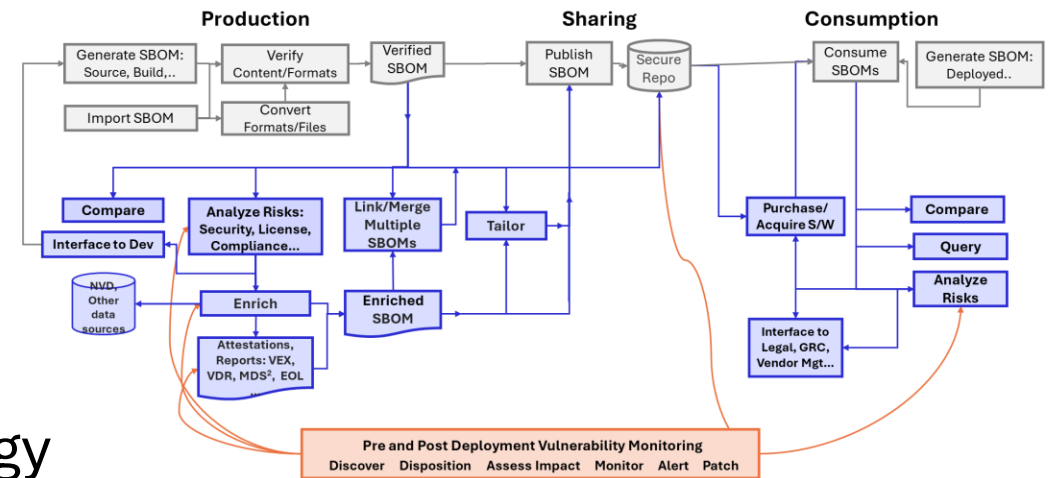 Production
Sharing
Consumption
Generate SBOM:
Source, Build,..
Verify
Content/Formats
Verified
SBOM
Publish
SBOM
Secure
Repo
Consume
SBOMs
Generate SBOM:
Deployed..
Import SBOM
Convert
Formats/Files
Compare
Analyze Risks:
Security, License,
Compliance...
Link/Merge
Multiple
SBOMs
Tailor
Purchase/
Acquire S/W
Compare
Interface to Dev
Query
NVD,
Other
data
sources
Enrich
Enriched
SBOM
Analyze
Risks
Attestations,
Reports: VEX,
VDR, MDS², EOL
...
Interface to
Legal, GRC,
Vendor Mgt...
gy
Pre and Post Deployment Vulnerability Monitoring
Discover Disposition Assess Impact Monitor Alert Patch